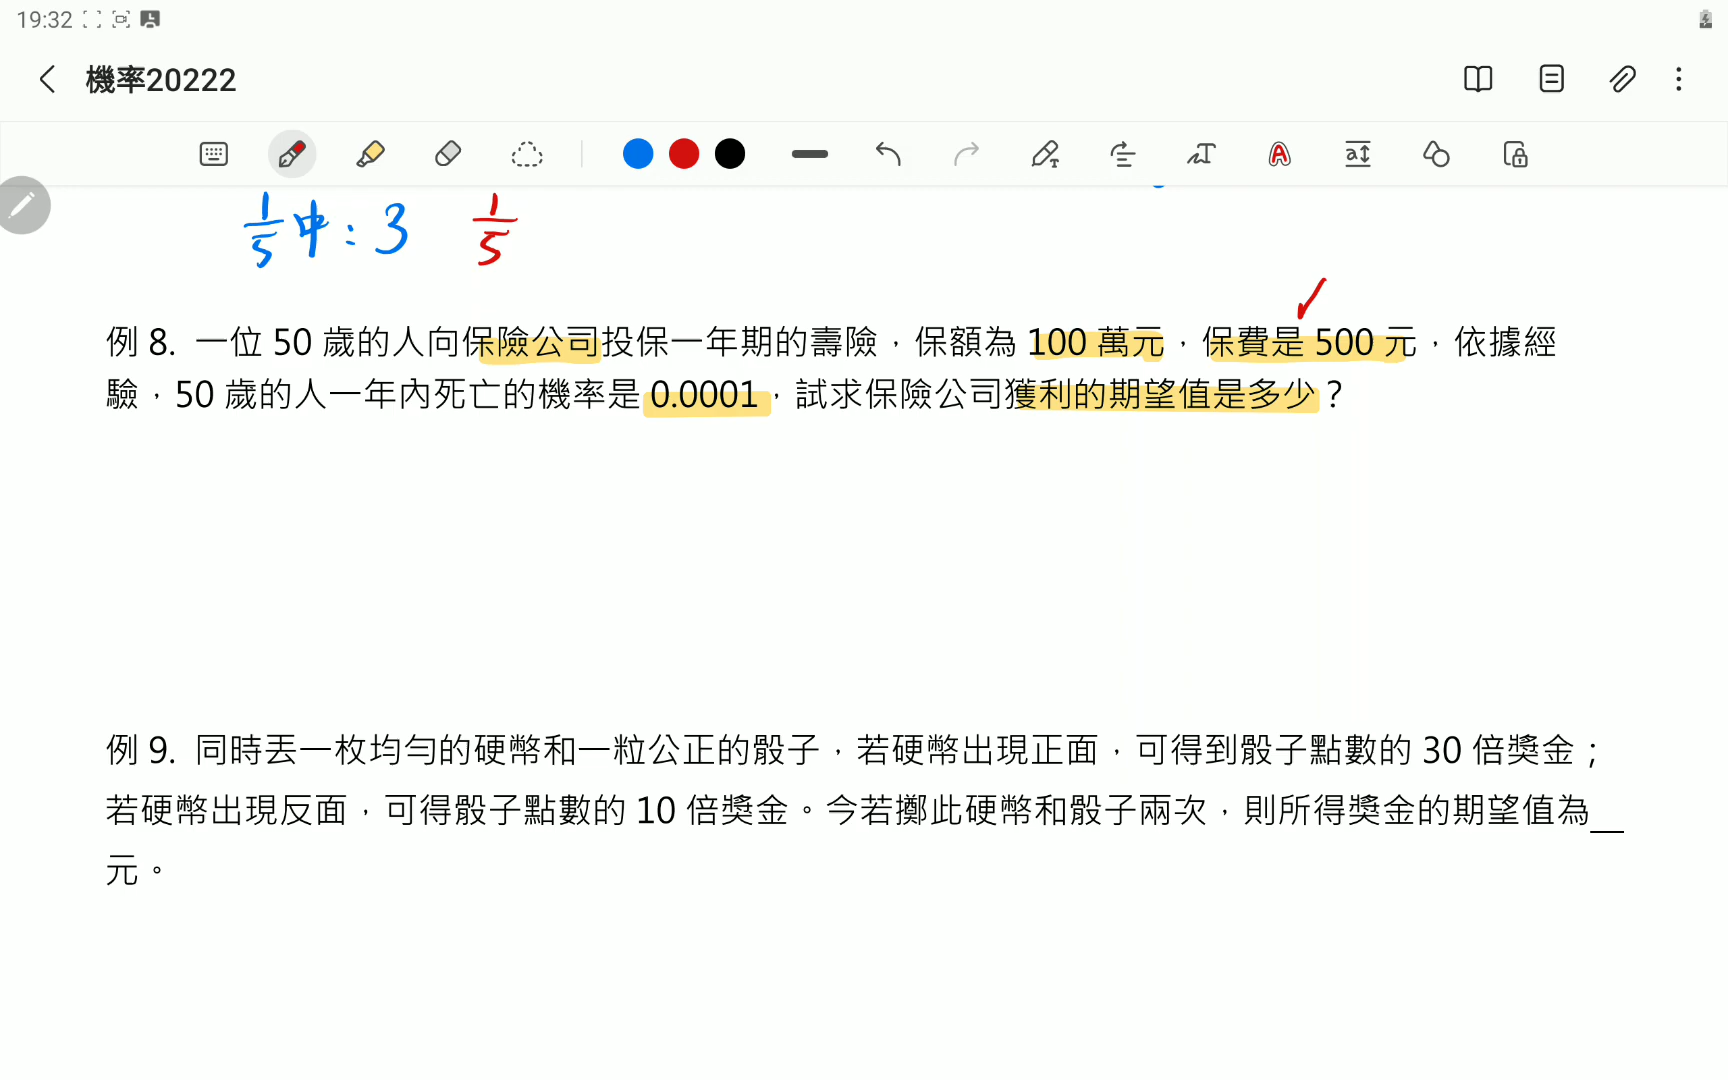 19:32
機率20222
1/5 中：3 1/5
例 8. 一位 50 歲的人向保險公司投保一年期的壽險，保額為 100 萬元，保費是 500 元，依據經
驗，50 歲的人一年內死亡的機率是 0.0001，試求保險公司獲利的期望值是多少？
例 9. 同時丟一枚均勻的硬幣和一粒公正的骰子，若硬幣出現正面，可得到骰子點數的 30 倍獎金；
若硬幣出現反面，可得骰子點數的 10 倍獎金。今若擲此硬幣和骰子兩次，則所得獎金的期望值為__
元。